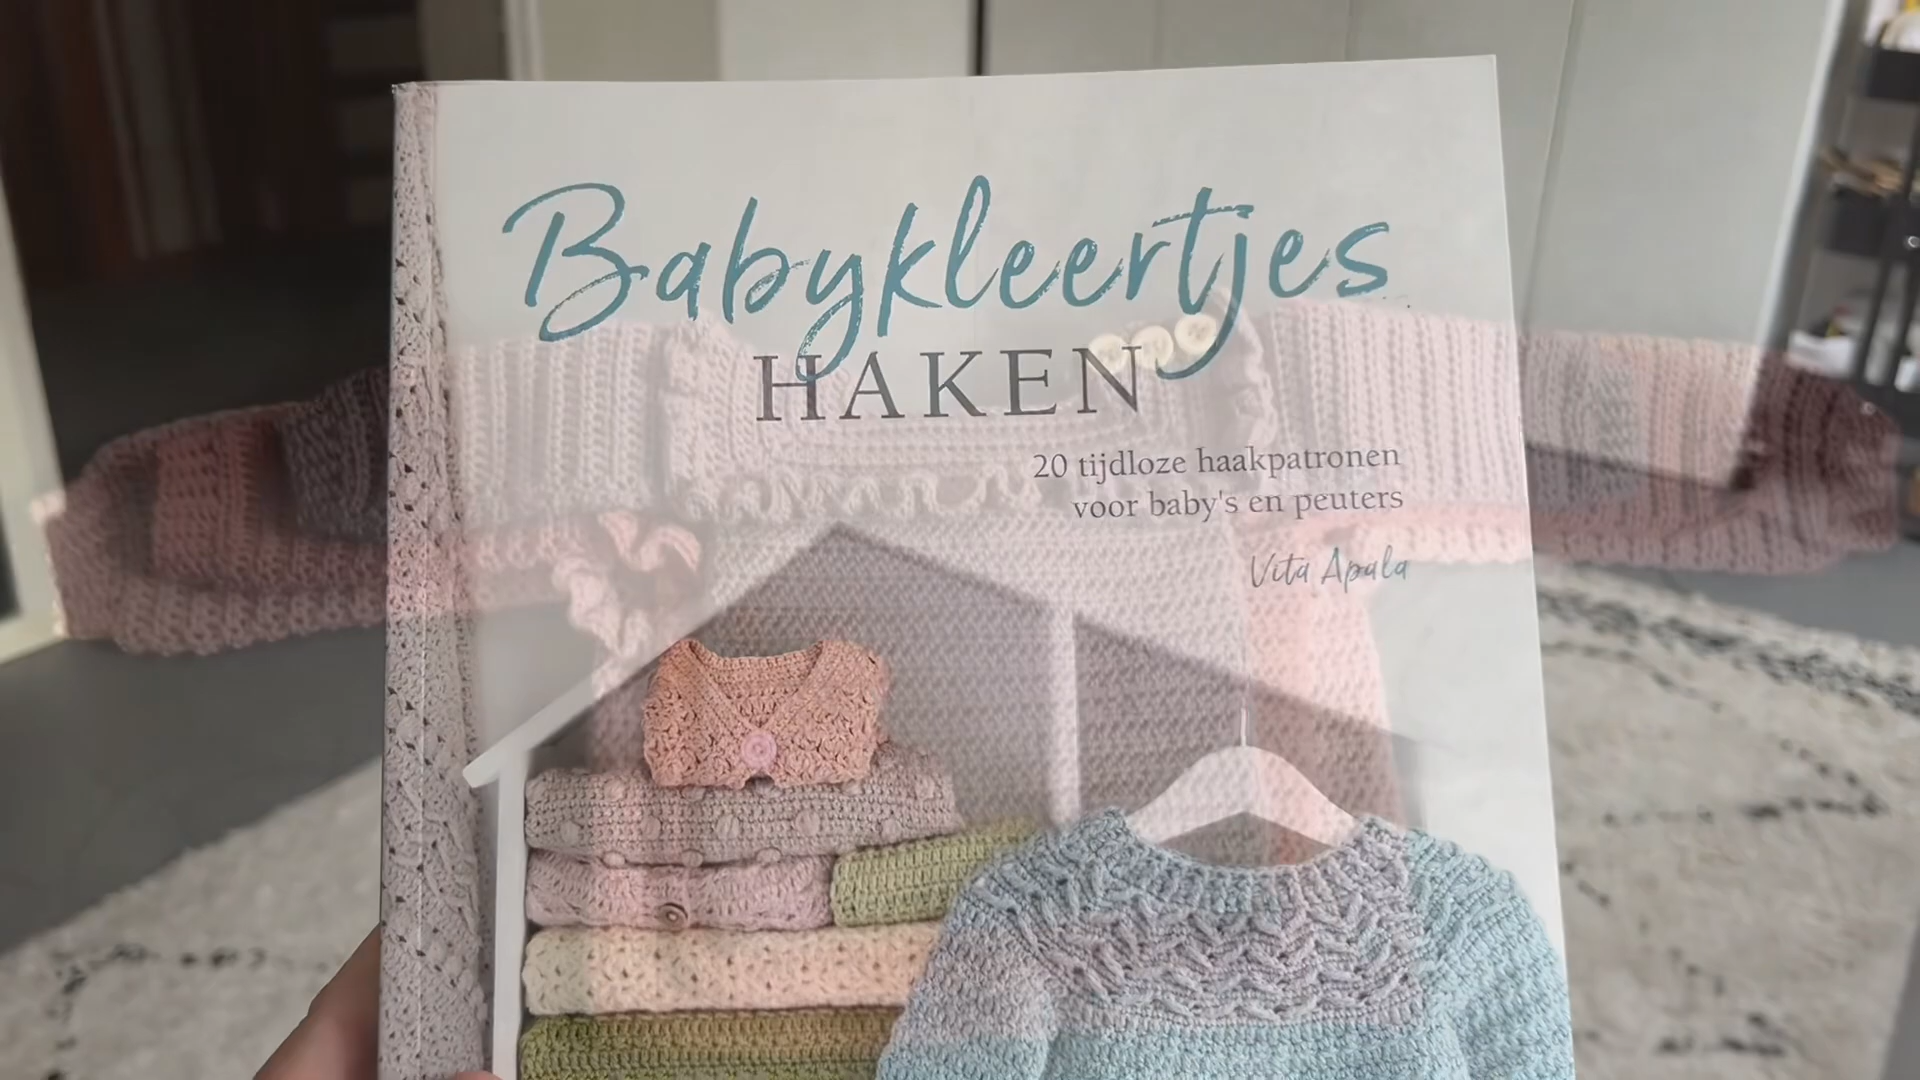 Babykleertjes
HAKEN
20 tijdloze haakpatronen
voor baby's en peuters
Vita Apala